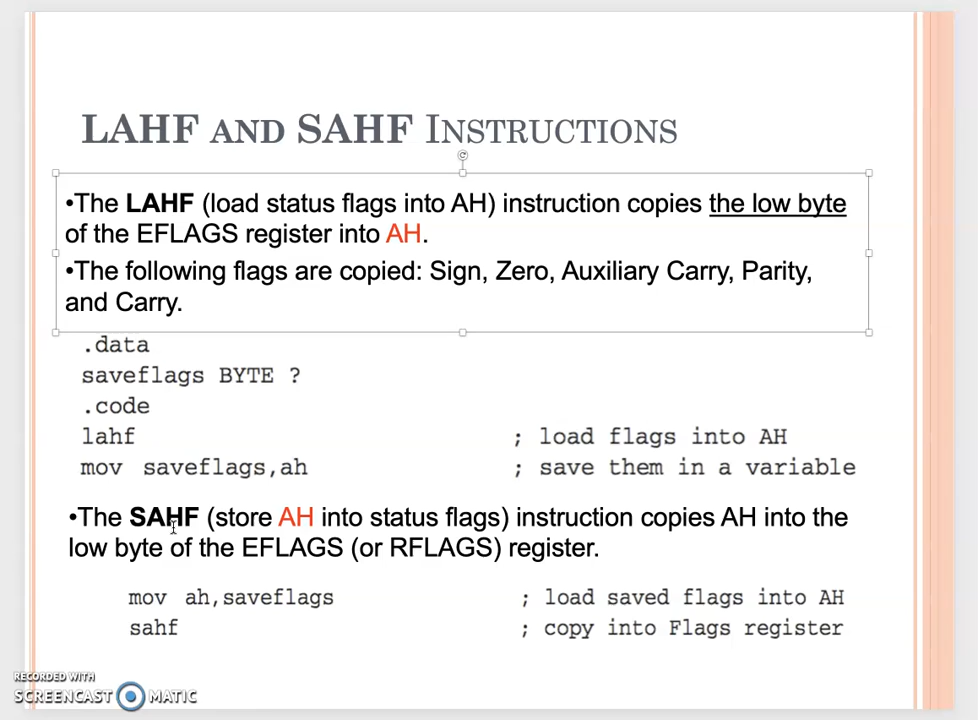 LAHF AND SAHF INSTRUCTIONS
•The LAHF (load status flags into AH) instruction copies the low byte
of the EFLAGS register into AH.
•The following flags are copied: Sign, Zero, Auxiliary Carry, Parity,
and Carry.
.data
saveflags BYTE ?
.code
lahf ; load flags into AH
mov saveflags,ah ; save them in a variable
•The SAHF (store AH into status flags) instruction copies AH into the
low byte of the EFLAGS (or RFLAGS) register.
mov ah,saveflags ; load saved flags into AH
sahf ; copy into Flags register
RECORDED WITH
SCREENCAST MATIC